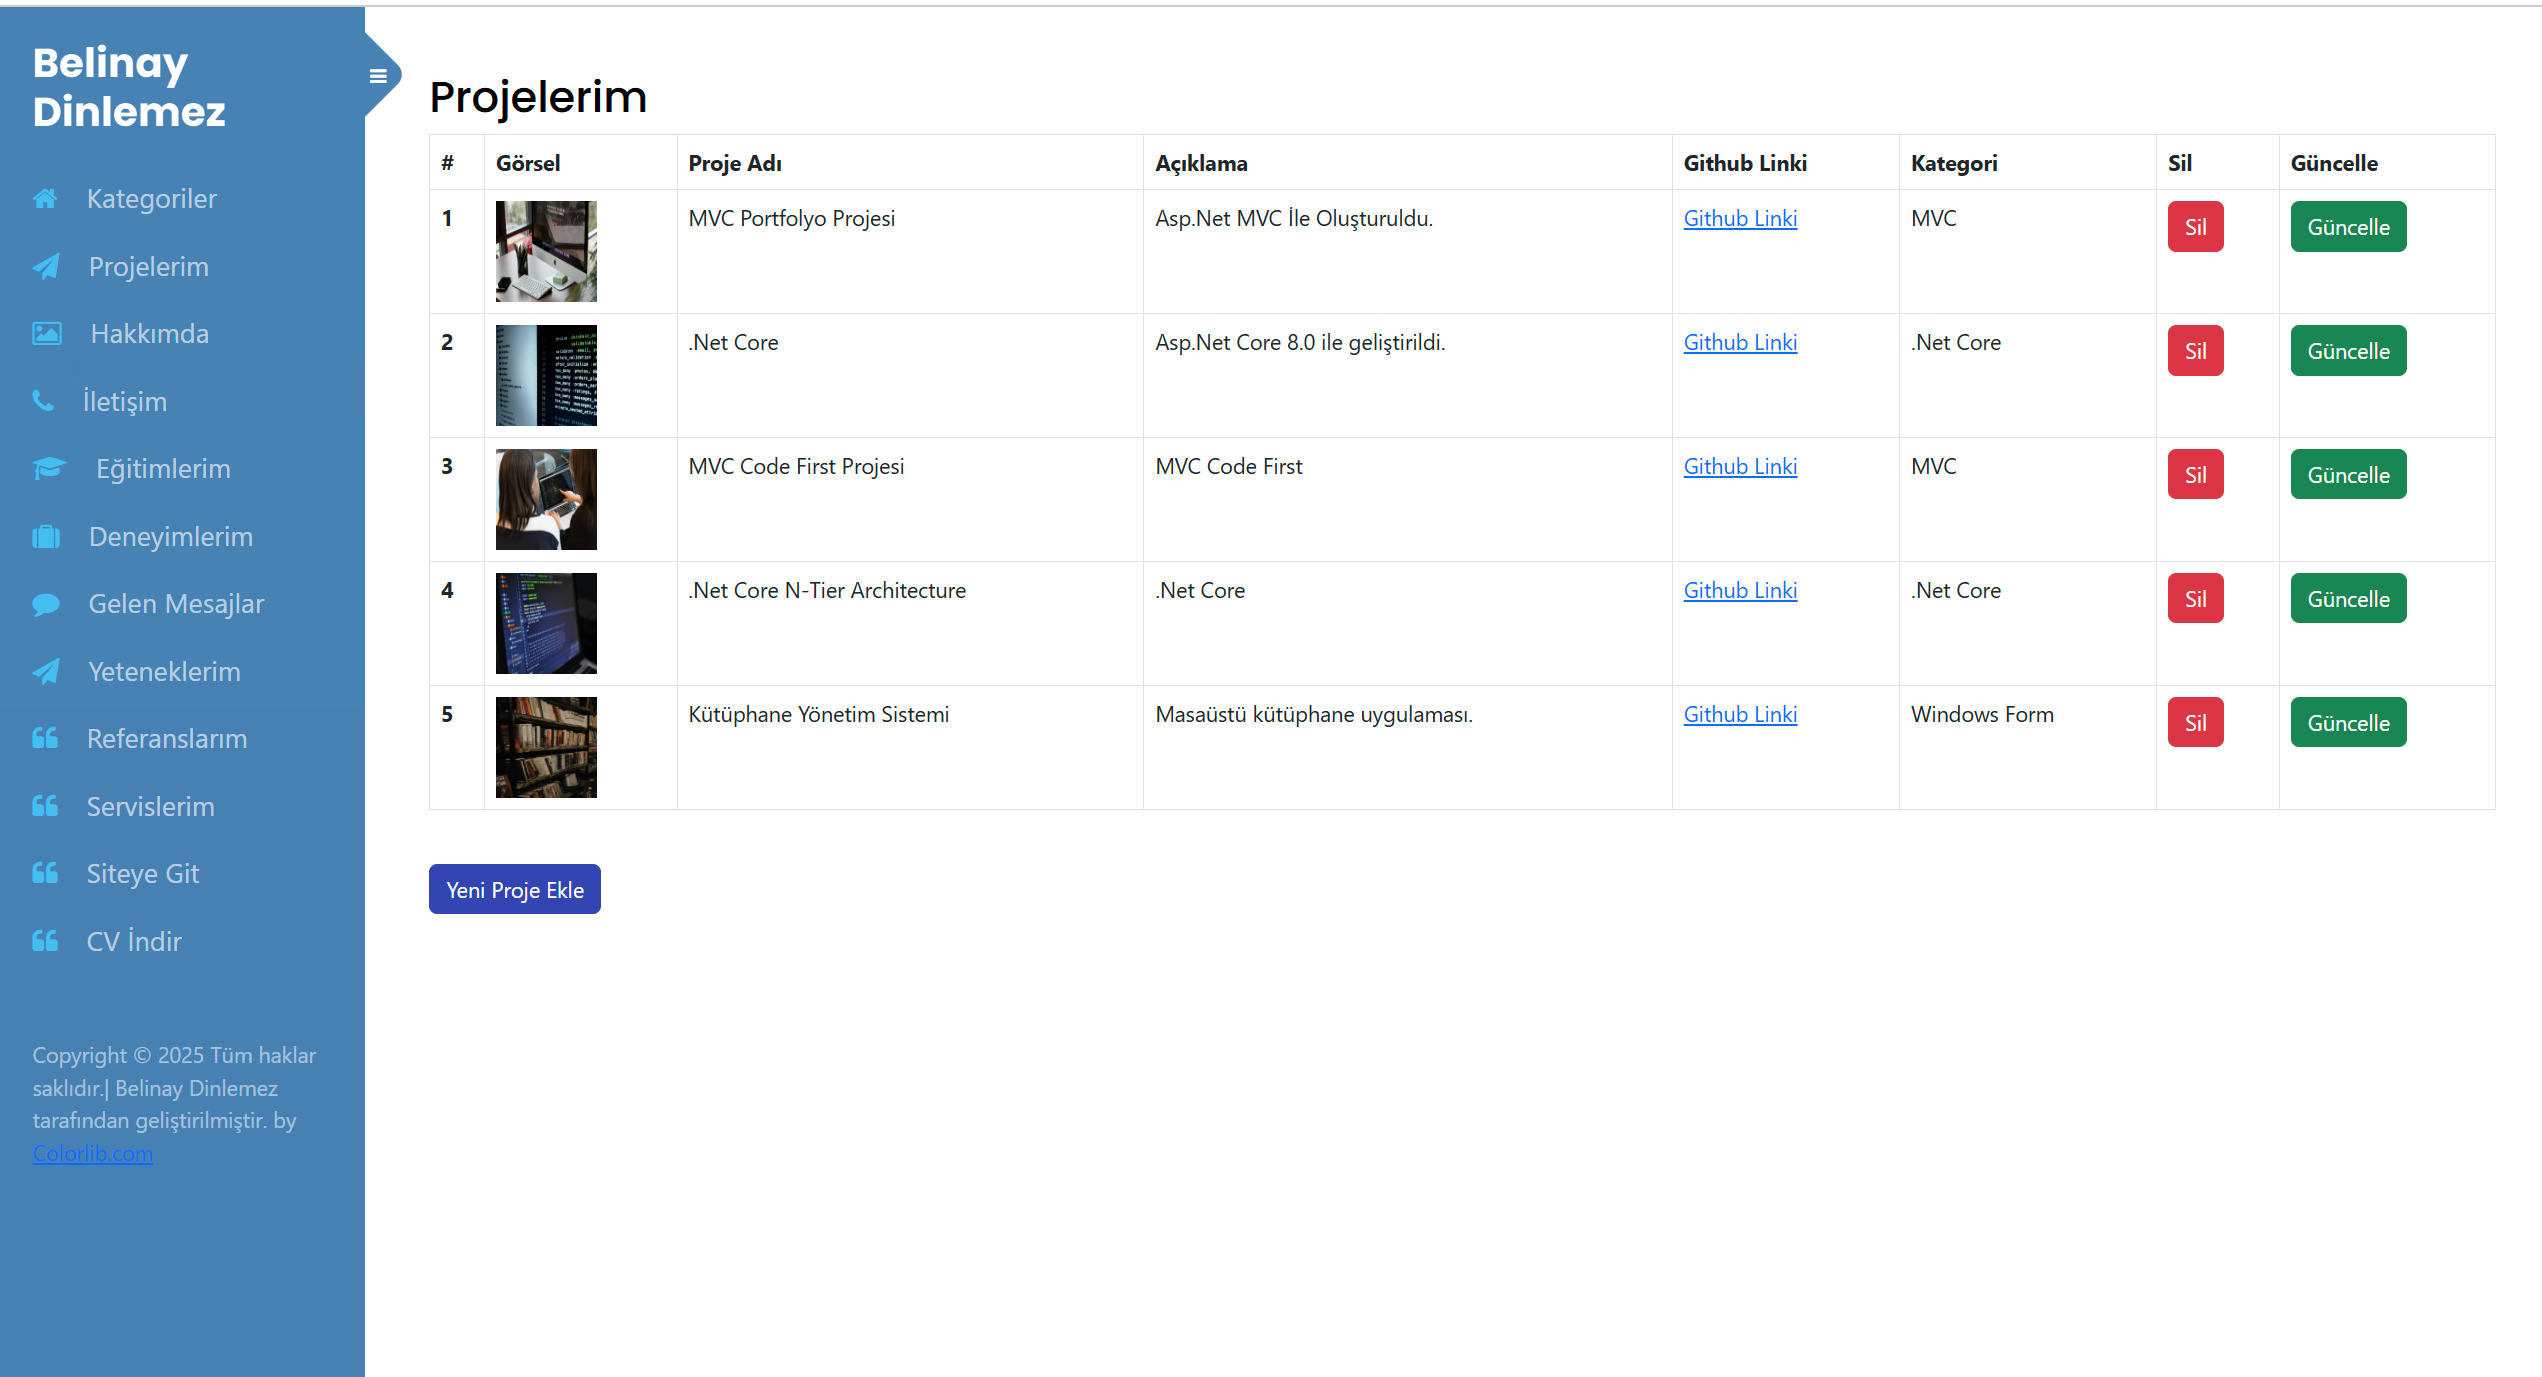 Belinay
Dinlemez
Kategoriler
Projelerim
Hakkımda
İletişim
Eğitimlerim
Deneyimlerim
Gelen Mesajlar
Yeteneklerim
Referanslarım
Servislerim
Siteye Git
CV İndir
Copyright © 2025 Tüm haklar
saklıdır.| Belinay Dinlemez
tarafından geliştirilmiştir. by
Colorlib.com
Projelerim
# Görsel Proje Adı Açıklama Github Linki Kategori Sil Güncelle
1 MVC Portfolyo Projesi Asp.Net MVC İle Oluşturuldu. Github Linki MVC Sil Güncelle
2 .Net Core Asp.Net Core 8.0 ile geliştirildi. Github Linki .Net Core Sil Güncelle
3 MVC Code First Projesi MVC Code First Github Linki MVC Sil Güncelle
4 .Net Core N-Tier Architecture .Net Core Github Linki .Net Core Sil Güncelle
5 Kütüphane Yönetim Sistemi Masaüstü kütüphane uygulaması. Github Linki Windows Form Sil Güncelle
Yeni Proje Ekle